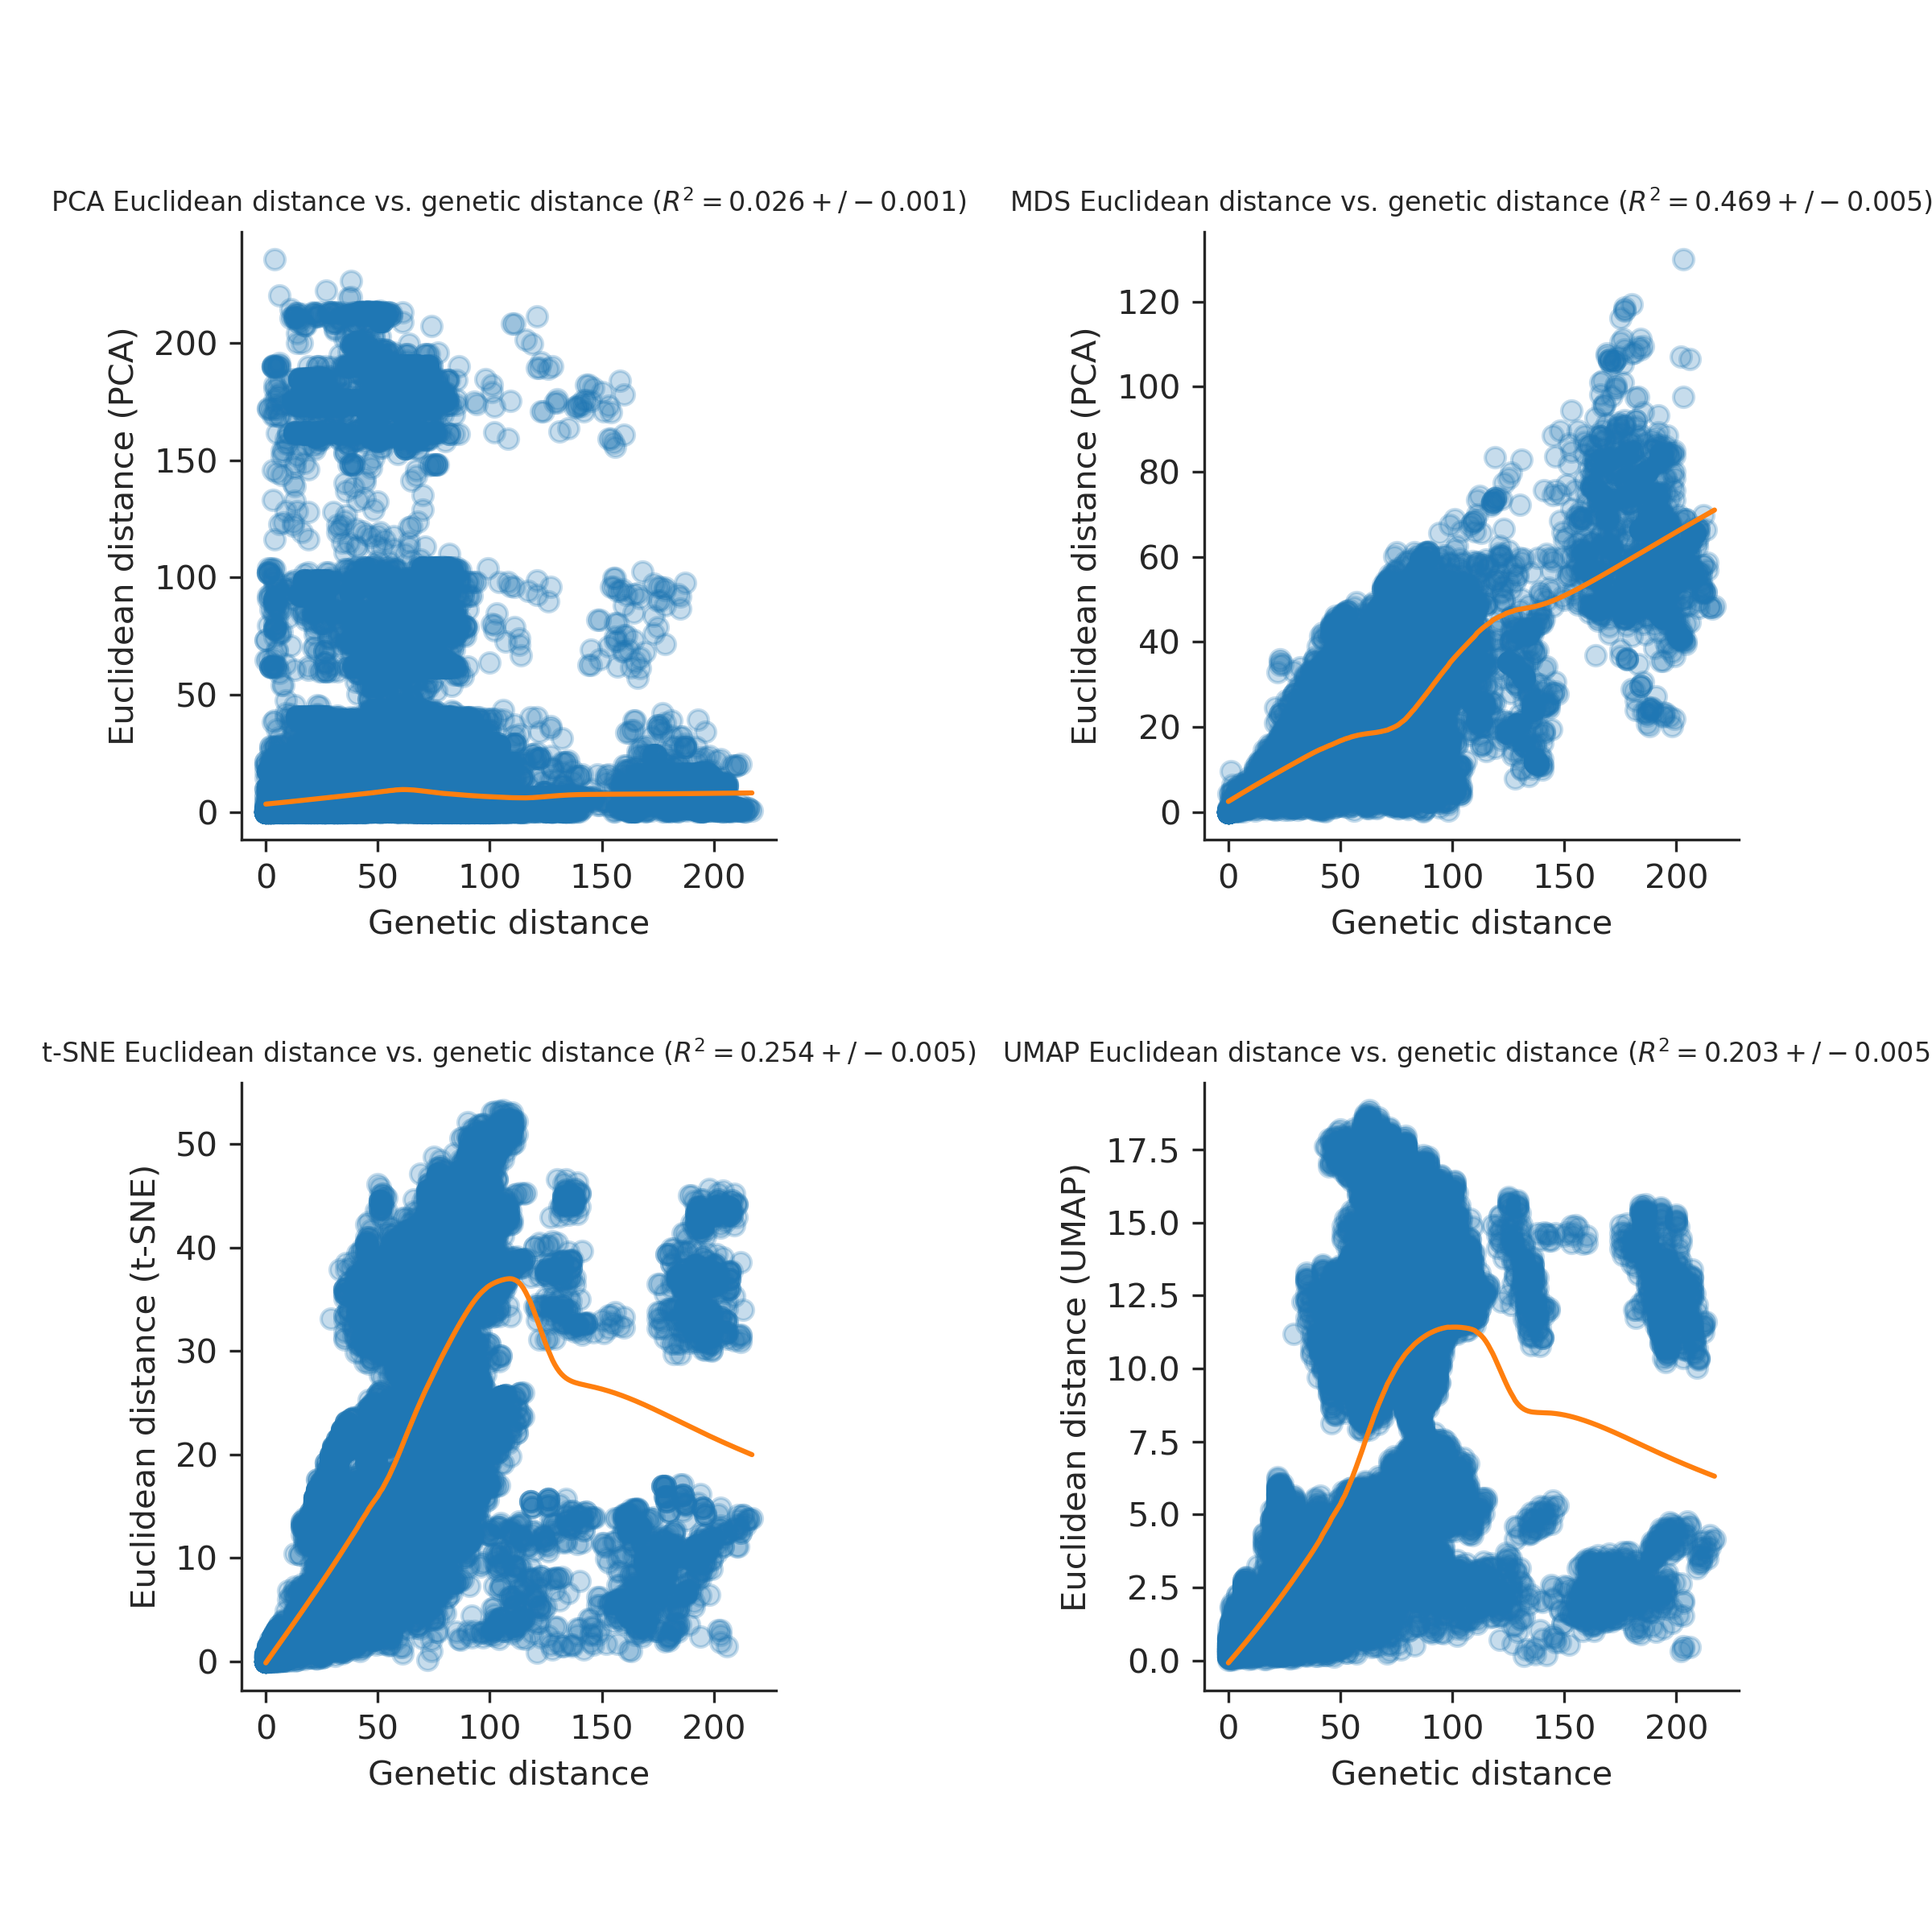 PCA Euclidean distance vs. genetic distance (R² = 0.026 + / − 0.001)
Euclidean distance (PCA)
200
150
100
50
0
0 50 100 150 200
Genetic distance
MDS Euclidean distance vs. genetic distance (R² = 0.469 + / − 0.005)
Euclidean distance (PCA)
120
100
80
60
40
20
0
0 50 100 150 200
Genetic distance
t-SNE Euclidean distance vs. genetic distance (R² = 0.254 + / − 0.005)
Euclidean distance (t-SNE)
50
40
30
20
10
0
0 50 100 150 200
Genetic distance
UMAP Euclidean distance vs. genetic distance (R² = 0.203 + / − 0.005
Euclidean distance (UMAP)
17.5
15.0
12.5
10.0
7.5
5.0
2.5
0.0
0 50 100 150 200
Genetic distance